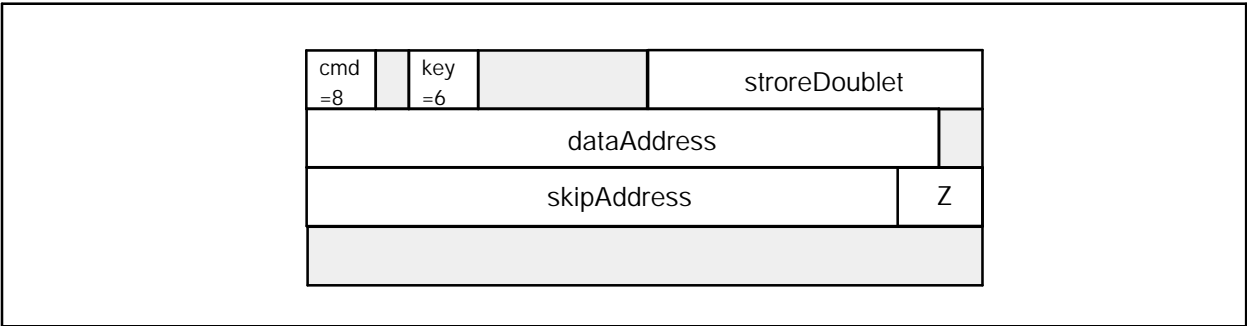 cmd
=8
key
=6
stroreDoublet
dataAddress
skipAddress
Z